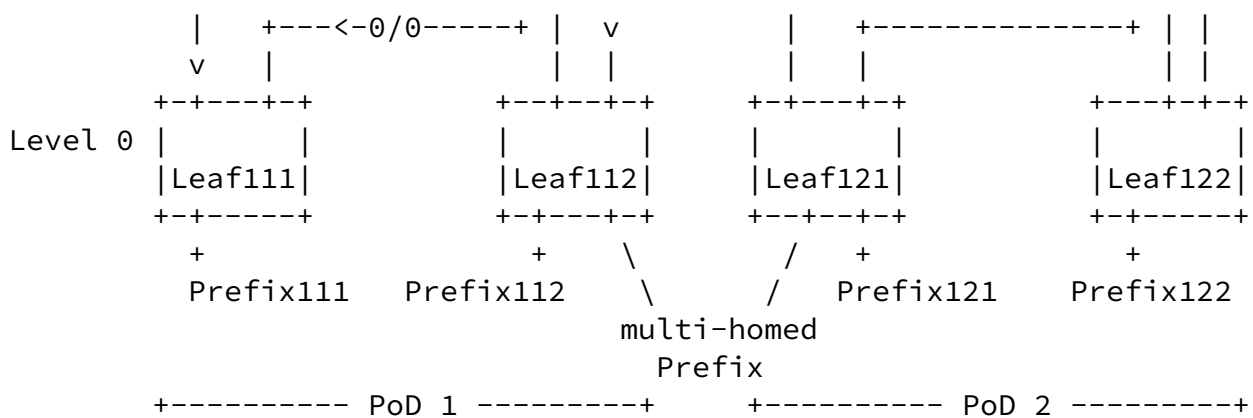 |   +---<-0/0-----+ |  v          |   +--------------+ | |
          v   |               |  |          |   |              | |
        +-+---+-+          +--+--+-+      +-+---+-+          +---+-+-+
Level 0 |       |          |       |      |       |          |       |
        |Leaf111|          |Leaf112|      |Leaf121|          |Leaf122|
        +-+-----+          +-+---+-+      +--+--+-+          +-+-----+
          +                  +    \        /   +               +
          Prefix111   Prefix112    \      /   Prefix121    Prefix122
                                multi-homed
                                  Prefix
        +---------- PoD 1 ---------+     +---------- PoD 2 ---------+